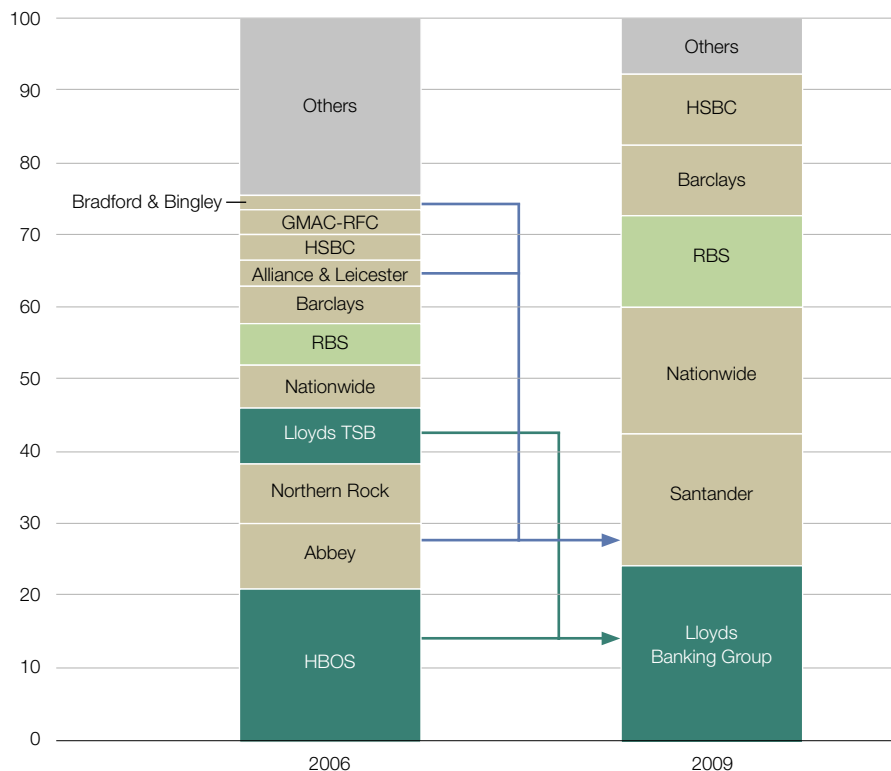 100
90
80
70
60
50
40
30
20
10
0
Others
Bradford & Bingley
GMAC-RFC
HSBC
Alliance & Leicester
Barclays
RBS
Nationwide
Lloyds TSB
Northern Rock
Abbey
HBOS
2006
Others
HSBC
Barclays
RBS
Nationwide
Santander
Lloyds
Banking Group
2009